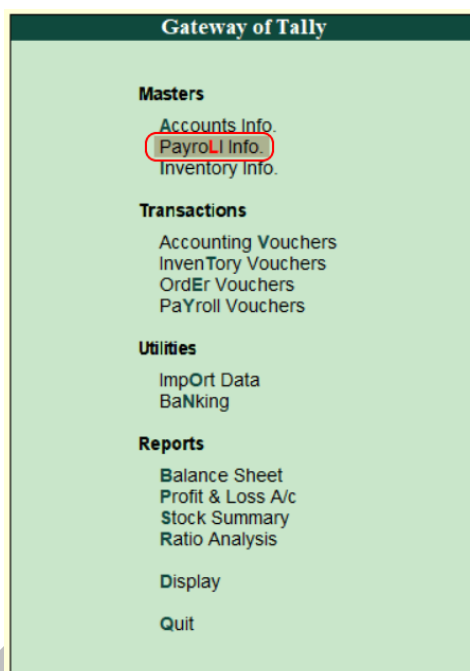 Gateway of Tally
Masters
Accounts Info.
PayroLl Info.
Inventory Info.
Transactions
Accounting Vouchers
InvenTory Vouchers
OrdEr Vouchers
PaYroll Vouchers
Utilities
ImpOrt Data
BaNking
Reports
Balance Sheet
Profit & Loss A/c
Stock Summary
Ratio Analysis
Display
Quit